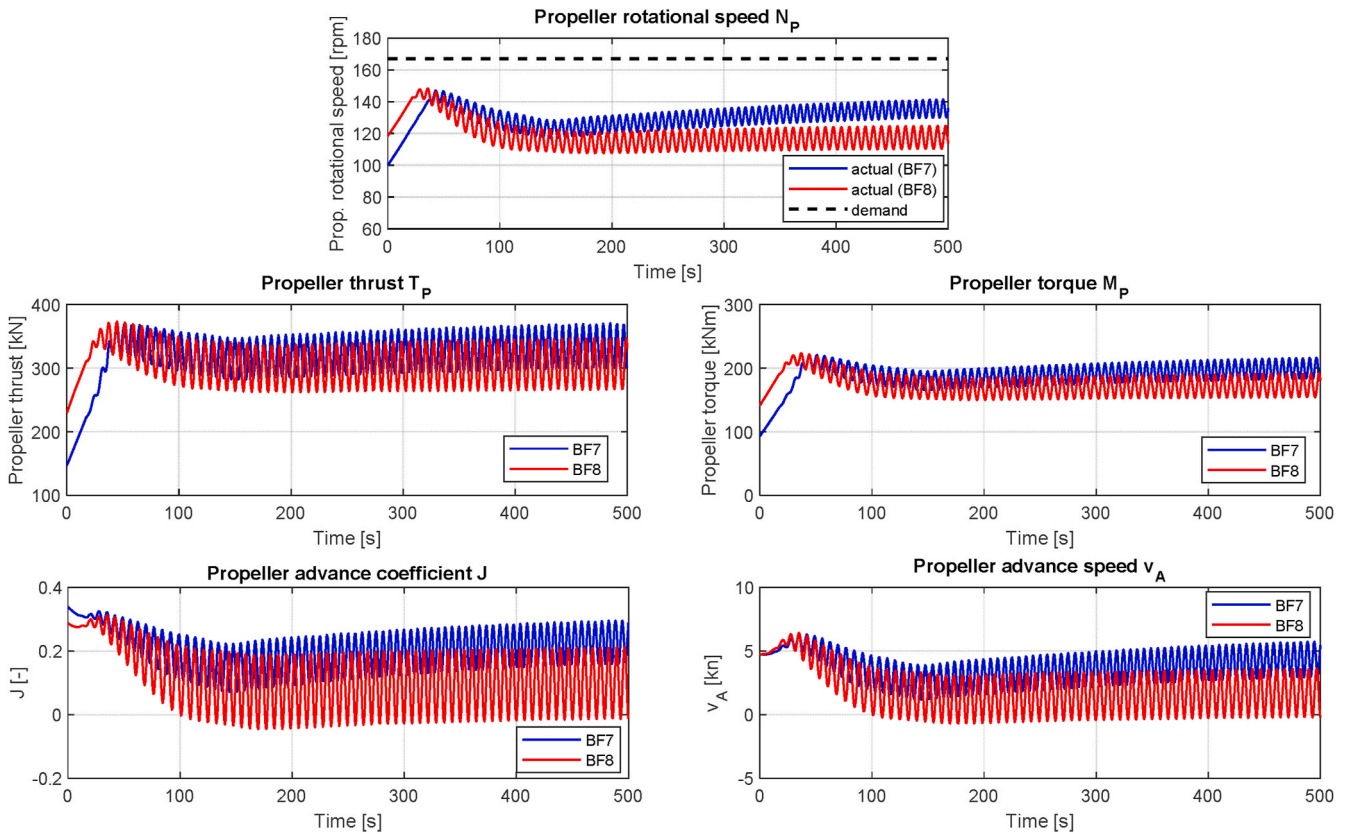 Propeller rotational speed N_P
Prop. rotational speed [rpm]
180
160
140
120
100
80
60
actual (BF7)
actual (BF8)
demand
0 100 200 300 400 500
Time [s]
Propeller thrust T_P
Propeller thrust [kN]
400
300
200
100
BF7
BF8
0 100 200 300 400 500
Time [s]
Propeller torque M_P
Propeller torque [kNm]
300
200
100
0
BF7
BF8
0 100 200 300 400 500
Time [s]
Propeller advance coefficient J
J [-]
0.4
0.2
0
-0.2
BF7
BF8
0 100 200 300 400 500
Time [s]
Propeller advance speed v_A
v_A [kn]
10
5
0
-5
BF7
BF8
0 100 200 300 400 500
Time [s]